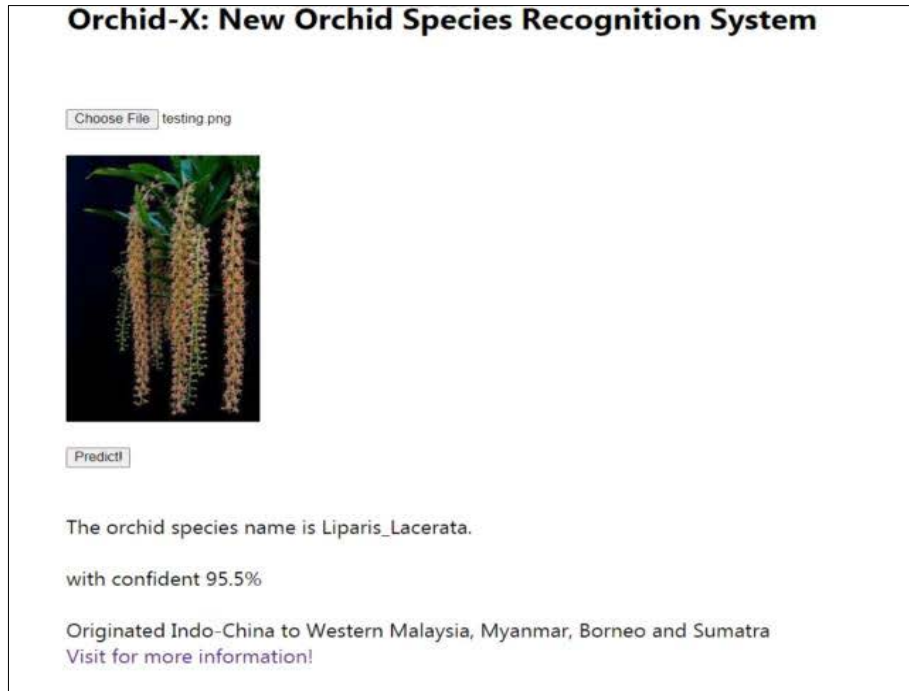 Orchid-X: New Orchid Species Recognition System
Choose File testing.png
Predict!
The orchid species name is Liparis_Lacerata.
with confident 95.5%
Originated Indo-China to Western Malaysia, Myanmar, Borneo and Sumatra
Visit for more information!